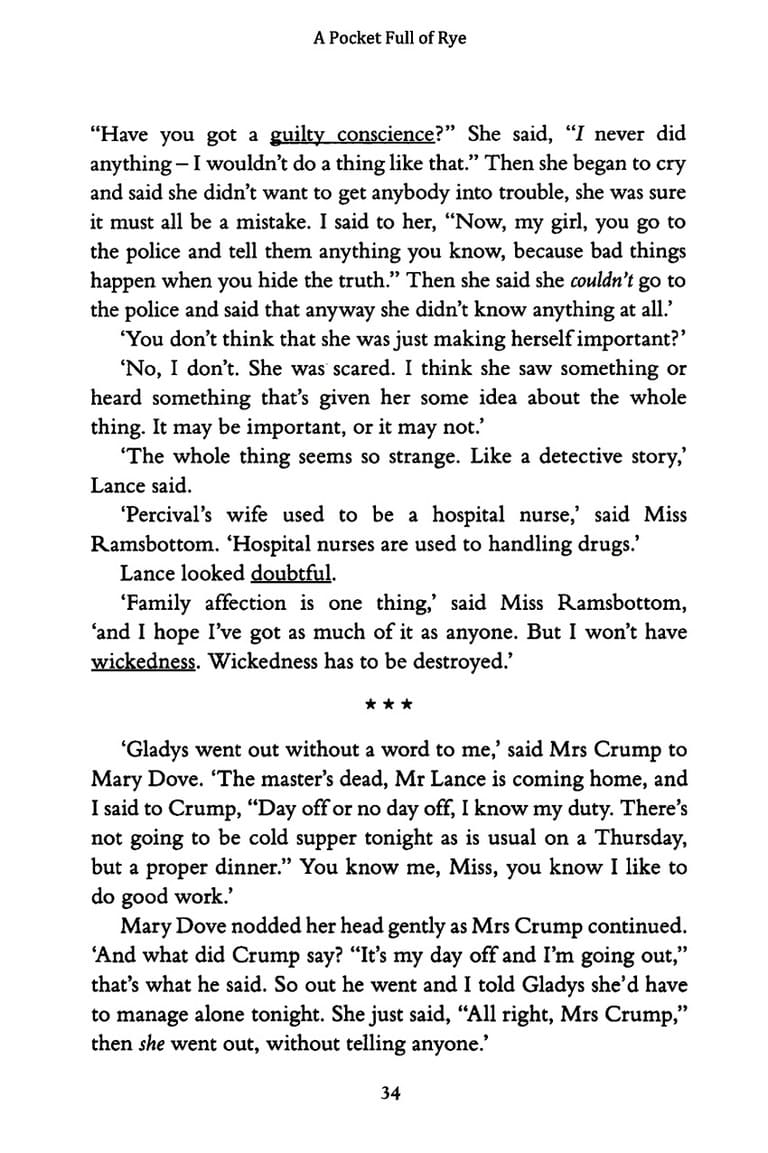 A Pocket Full of Rye
“Have you got a guilty conscience?” She said, “I never did
anything – I wouldn’t do a thing like that.” Then she began to cry
and said she didn’t want to get anybody into trouble, she was sure
it must all be a mistake. I said to her, “Now, my girl, you go to
the police and tell them anything you know, because bad things
happen when you hide the truth.” Then she said she couldn’t go to
the police and said that anyway she didn’t know anything at all.’
‘You don’t think that she was just making herself important?’
‘No, I don’t. She was scared. I think she saw something or
heard something that’s given her some idea about the whole
thing. It may be important, or it may not.’
‘The whole thing seems so strange. Like a detective story,’
Lance said.
‘Percival’s wife used to be a hospital nurse,’ said Miss
Ramsbottom. ‘Hospital nurses are used to handling drugs.’
Lance looked doubtful.
‘Family affection is one thing,’ said Miss Ramsbottom,
‘and I hope I’ve got as much of it as anyone. But I won’t have
wickedness. Wickedness has to be destroyed.’
★ ★ ★
‘Gladys went out without a word to me,’ said Mrs Crump to
Mary Dove. ‘The master’s dead, Mr Lance is coming home, and
I said to Crump, “Day off or no day off, I know my duty. There’s
not going to be cold supper tonight as is usual on a Thursday,
but a proper dinner.” You know me, Miss, you know I like to
do good work.’
Mary Dove nodded her head gently as Mrs Crump continued.
‘And what did Crump say? “It’s my day off and I’m going out,”
that’s what he said. So out he went and I told Gladys she’d have
to manage alone tonight. She just said, “All right, Mrs Crump,”
then she went out, without telling anyone.’
34